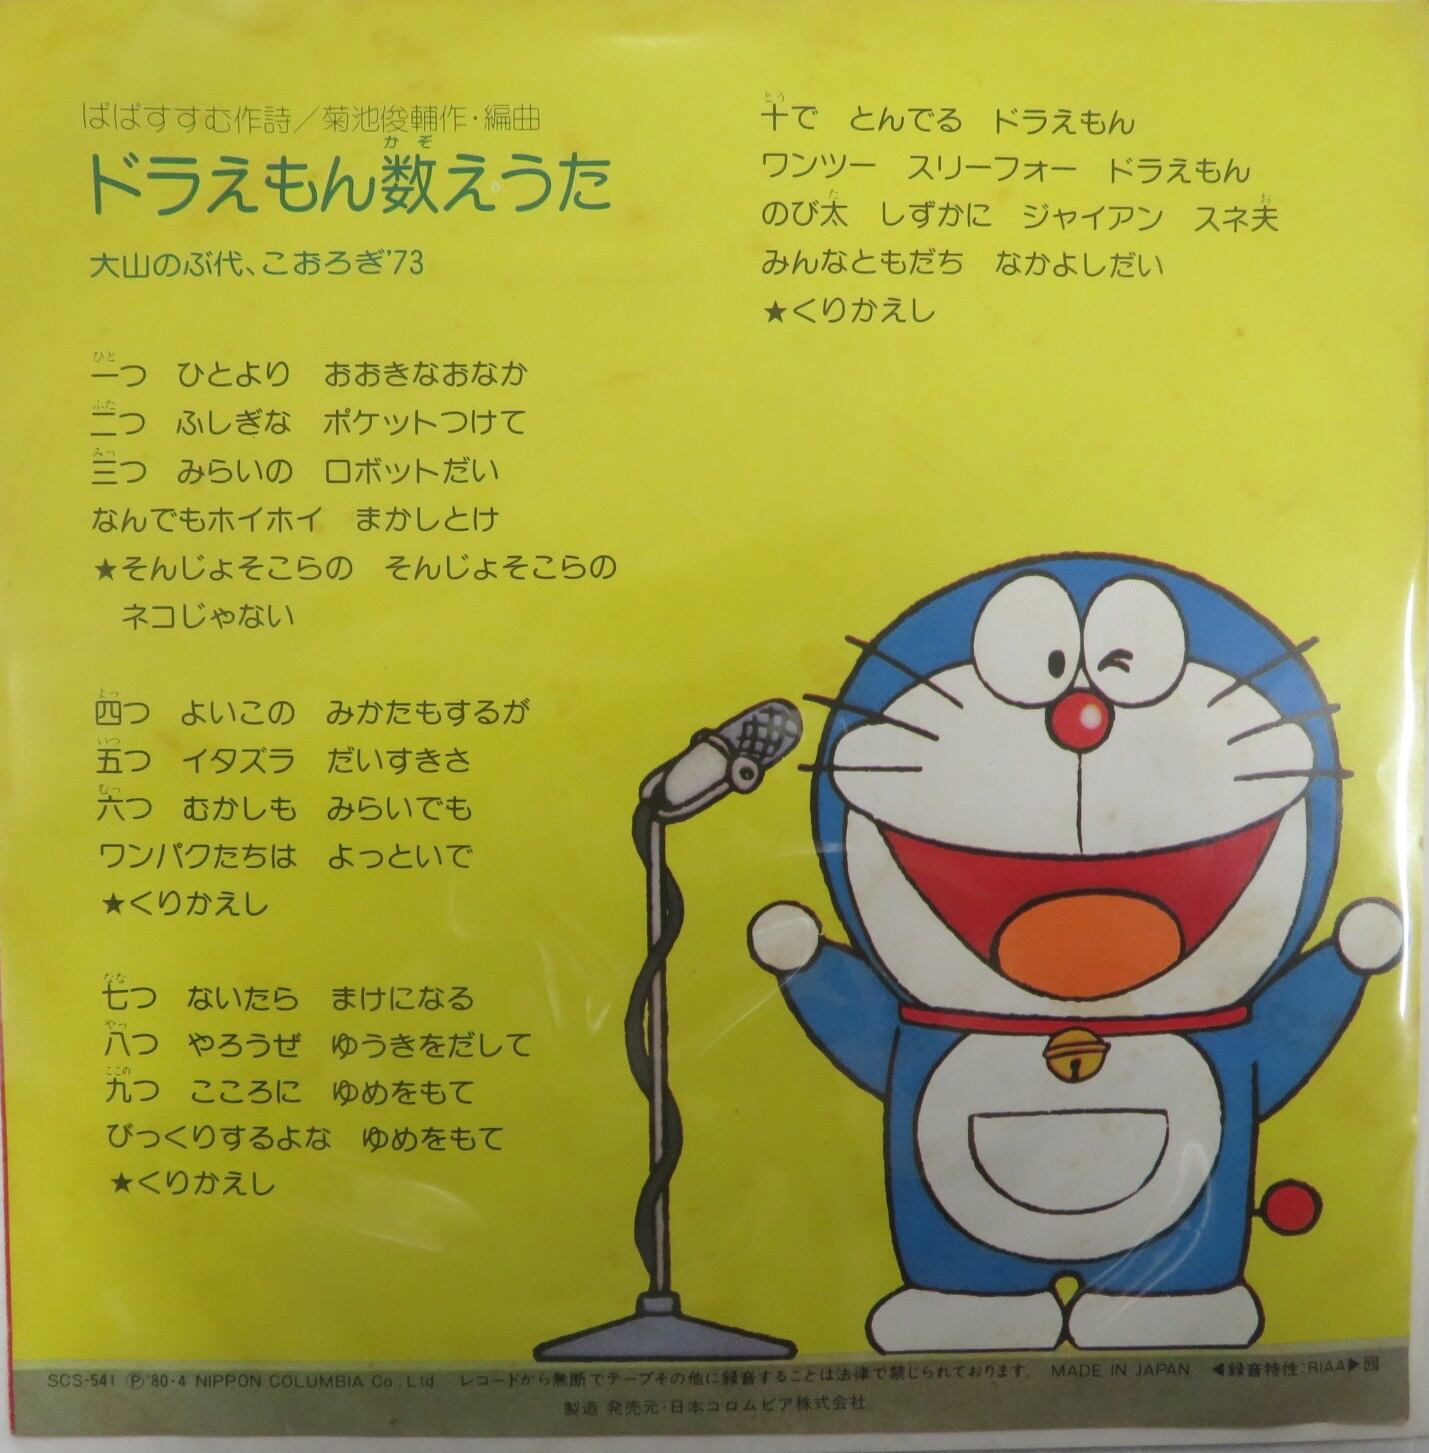 ばばすすむ作詩／菊池俊輔作・編曲
ドラえもん数えうた
大山のぶ代、こおろぎ'73
一つ　ひとより　おおきなおなか
二つ　ふしぎな　ポケットつけて
三つ　みらいの　ロボットだい
なんでもホイホイ　まかしとけ
★そんじょそこらの　そんじょそこらの
ネコじゃない
四つ　よいこの　みかたもするが
五つ　イタズラ　だいすきさ
六つ　むかしも　みらいでも
ワンパクたちは　よっといで
★くりかえし
七つ　ないたら　まけになる
八つ　やろうぜ　ゆうきをだして
九つ　こころに　ゆめをもて
びっくりするよな　ゆめをもて
★くりかえし
十で　とんでる　ドラえもん
ワンツー　スリーフォー　ドラえもん
のび太　しずかに　ジャイアン　スネ夫
みんなともだち　なかよしだい
★くりかえし
SCS-541 Ⓟ'80・4 NIPPON COLUMBIA Co., Ltd.　レコードから無断でテープその他に録音することは法律で禁じられております。　MADE IN JAPAN　◀録音特性:RIAA▶
製造 発売元・日本コロムビア株式会社